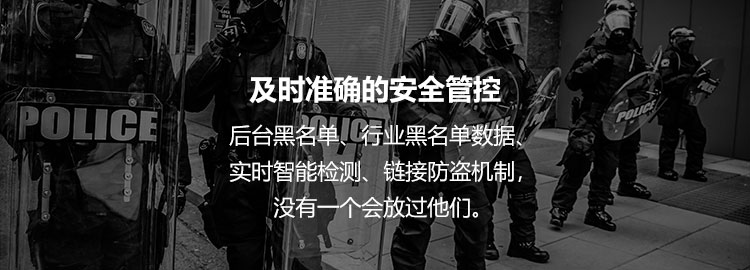 及时准确的安全管控
后台黑名单、行业黑名单数据、
实时智能检测、链接防盗机制，
没有一个会放过他们。
POLICE
POLICE
POLICE
POLICE